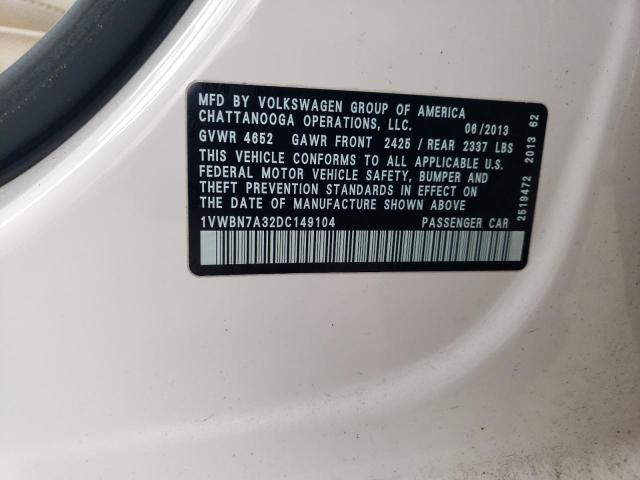 MFD BY VOLKSWAGEN GROUP OF AMERICA
CHATTANOOGA OPERATIONS, LLC. 06/2013
GVWR 4652 GAWR FRONT 2425 / REAR 2337 LBS
THIS VEHICLE CONFORMS TO ALL APPLICABLE U.S.
FEDERAL MOTOR VEHICLE SAFETY, BUMPER AND
THEFT PREVENTION STANDARDS IN EFFECT ON
THE DATE OF MANUFACTURE SHOWN ABOVE
1VWBN7A32DC149104 PASSENGER CAR
2519472 2013 62